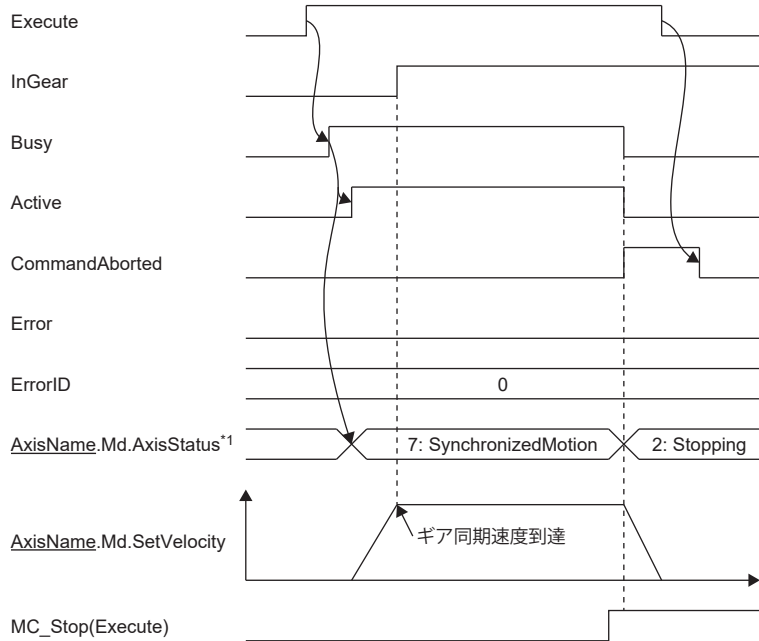 Execute
InGear
Busy
Active
CommandAborted
Error
ErrorID
0
AxisName.Md.AxisStatus*1
7: SynchronizedMotion
2: Stopping
AxisName.Md.SetVelocity
ギア同期速度到達
MC_Stop(Execute)